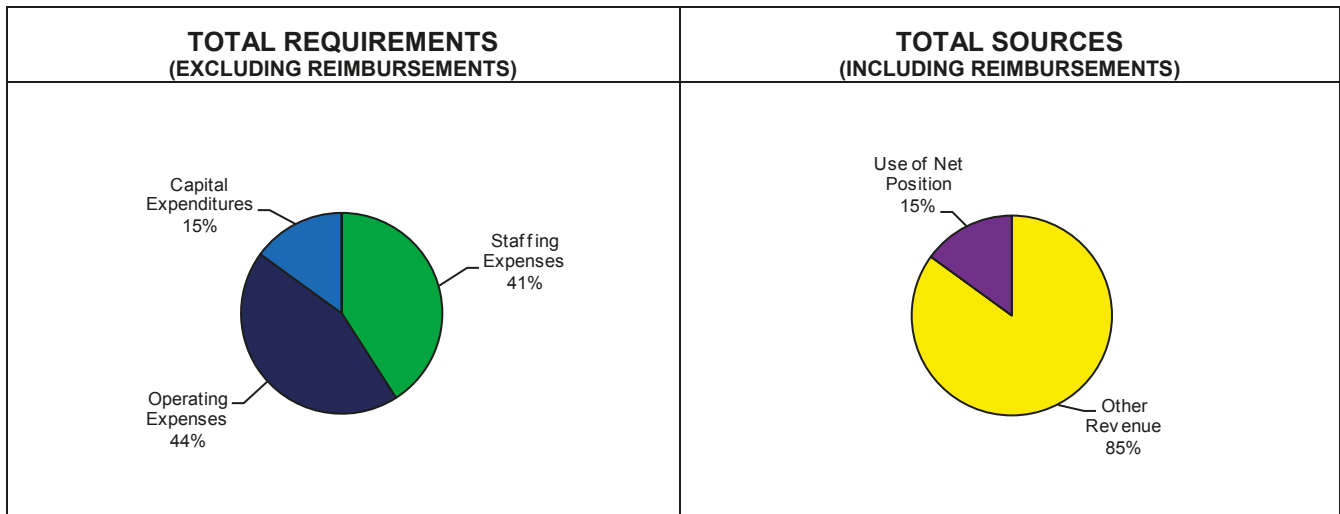 TOTAL REQUIREMENTS
(EXCLUDING REIMBURSEMENTS)
Capital
Expenditures
15%
Staffing
Expenses
41%
Operating
Expenses
44%
TOTAL SOURCES
(INCLUDING REIMBURSEMENTS)
Use of Net
Position
15%
Other
Revenue
85%